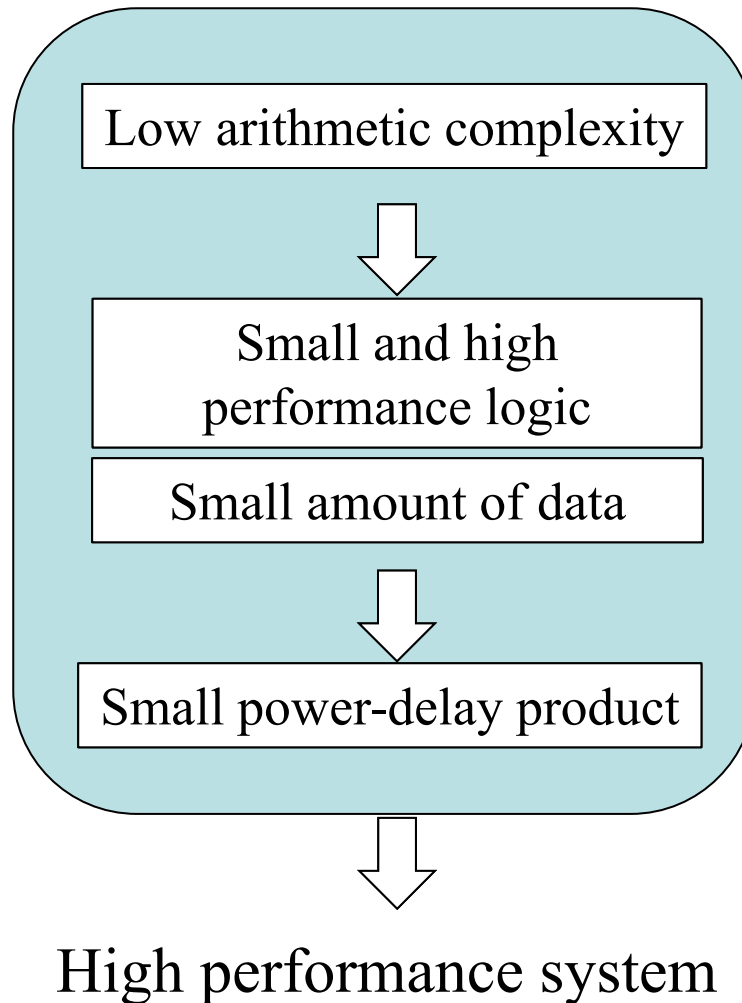 Low arithmetic complexity
Small and high
performance logic
Small amount of data
Small power-delay product
High performance system